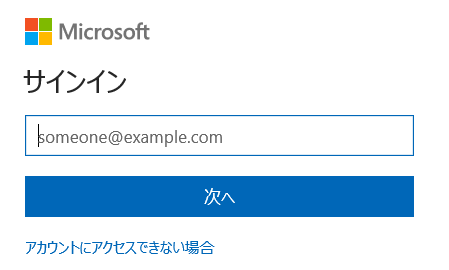 Microsoft
サインイン
someone@example.com
次へ
アカウントにアクセスできない場合